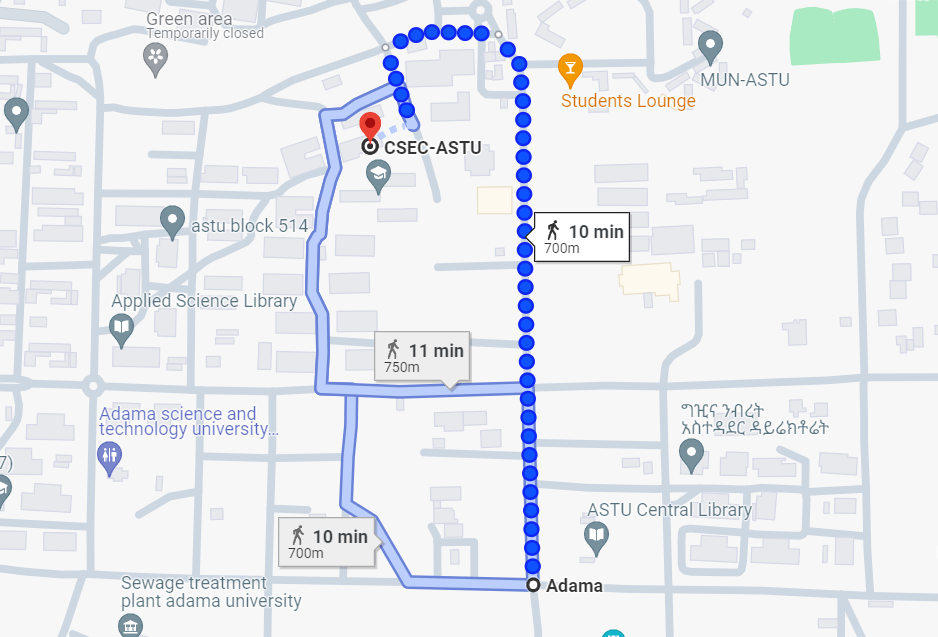 Green area
Temporarily closed
MUN-ASTU
Students Lounge
CSEC-ASTU
astu block 514
10 min
700m
Applied Science Library
11 min
750m
Adama science and
technology university...
ግዢና ንብረት
አስተዳደር ዳይሬክቶሬት
7)
ASTU Central Library
10 min
700m
Adama
Sewage treatment
plant adama university